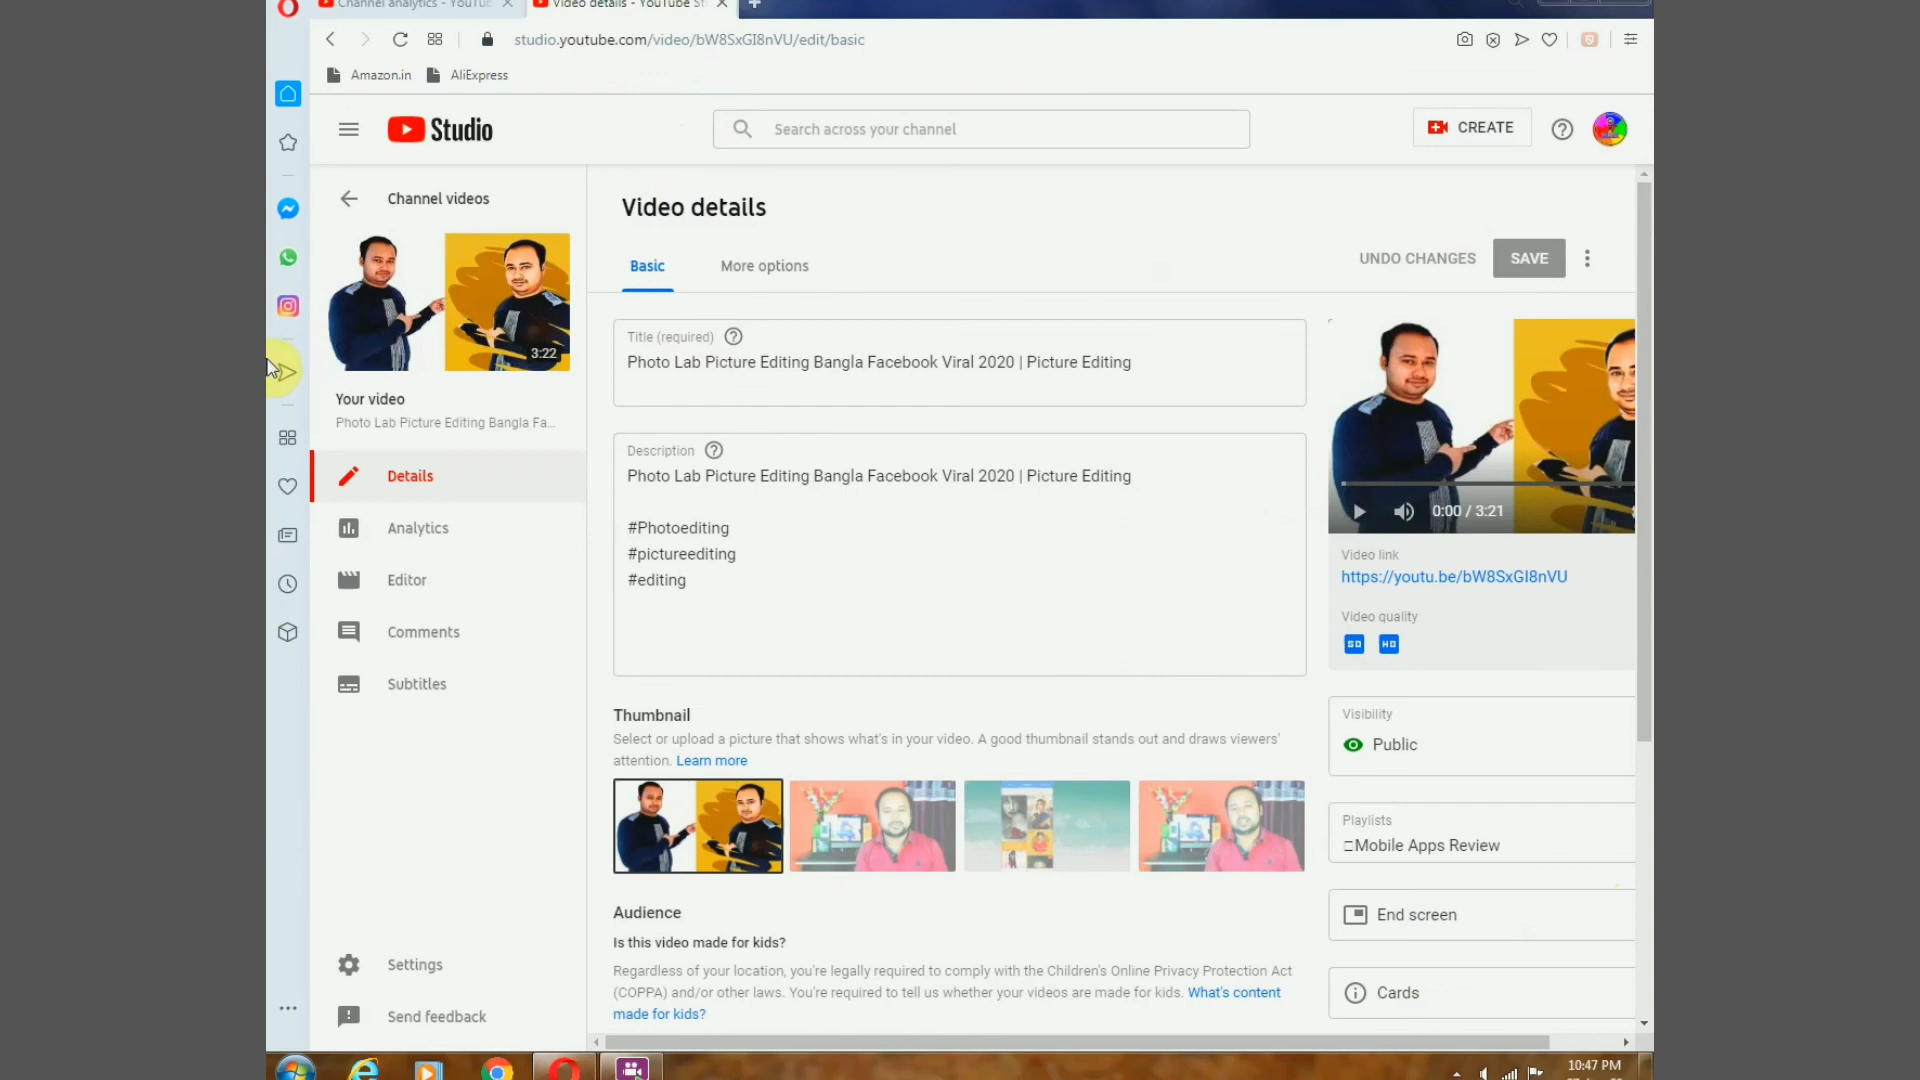 Channel analytics - YouTu
Video details - YouTube St
studio.youtube.com/video/bW8SxGI8nVU/edit/basic
Amazon.in
AliExpress
Studio
Search across your channel
CREATE
Channel videos
3:22
Your video
Photo Lab Picture Editing Bangla Fa...
Details
Analytics
Editor
Comments
Subtitles
Settings
Send feedback
Video details
Basic
More options
UNDO CHANGES
SAVE
Title (required)
Photo Lab Picture Editing Bangla Facebook Viral 2020 | Picture Editing
Description
Photo Lab Picture Editing Bangla Facebook Viral 2020 | Picture Editing
#Photoediting
#pictureediting
#editing
Thumbnail
Select or upload a picture that shows what's in your video. A good thumbnail stands out and draws viewers'
attention. Learn more
Audience
Is this video made for kids?
Regardless of your location, you're legally required to comply with the Children's Online Privacy Protection Act
(COPPA) and/or other laws. You're required to tell us whether your videos are made for kids. What's content
made for kids?
0:00 / 3:21
Video link
https://youtu.be/bW8SxGI8nVU
Video quality
SD HD
Visibility
Public
Playlists
Mobile Apps Review
End screen
Cards
10:47 PM